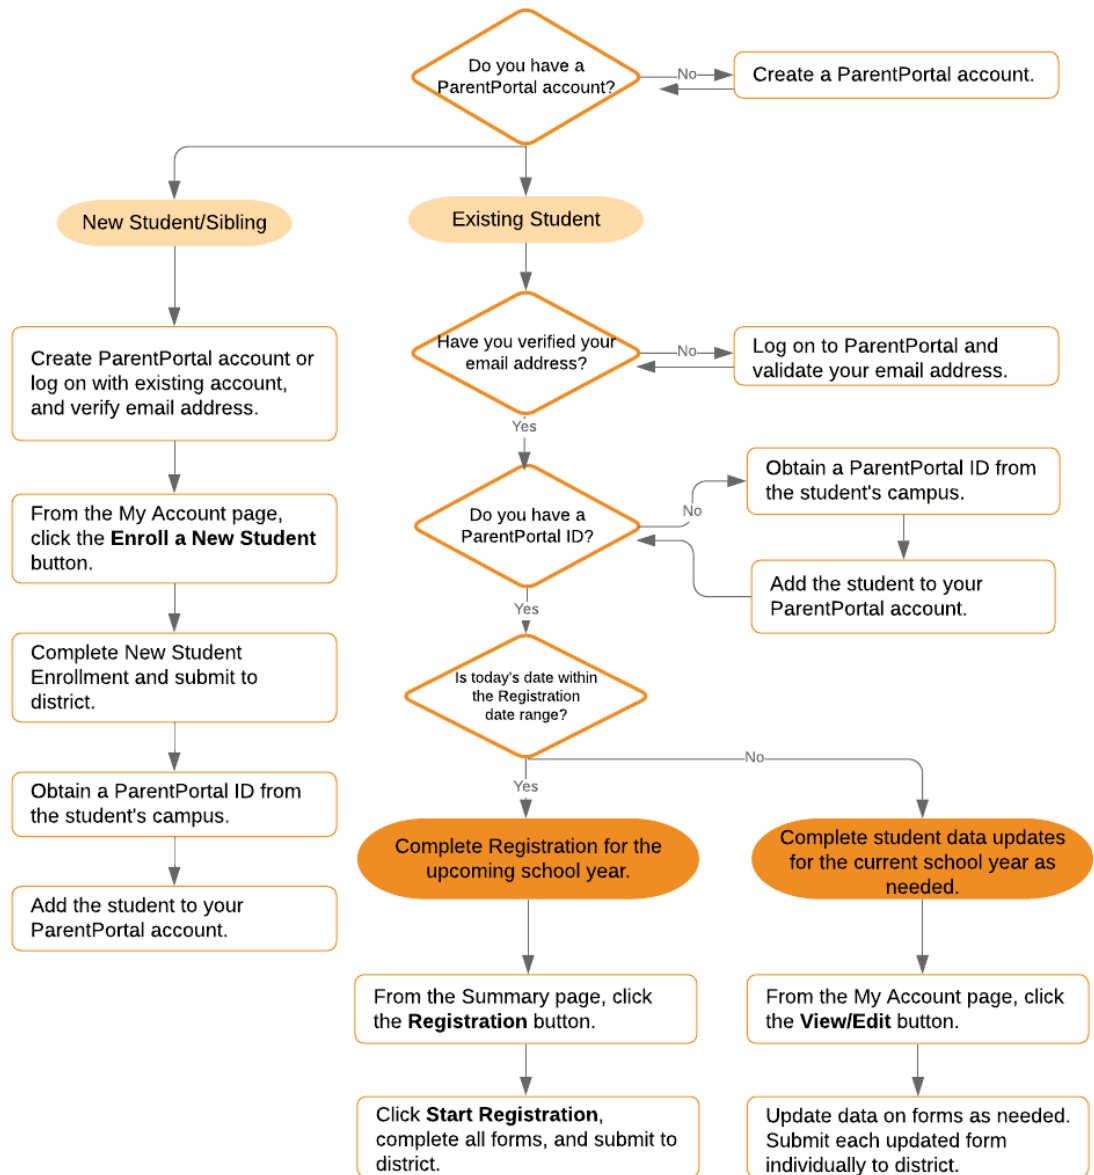 Do you have a
ParentPortal account?
No
Create a ParentPortal account.
New Student/Sibling
Existing Student
Create ParentPortal account or
log on with existing account,
and verify email address.
Have you verified your
email address?
No
Log on to ParentPortal and
validate your email address.
Yes
From the My Account page,
click the Enroll a New Student
button.
Do you have a
ParentPortal ID?
No
Obtain a ParentPortal ID from
the student's campus.
Add the student to your
ParentPortal account.
Yes
Complete New Student
Enrollment and submit to
district.
Is today's date within
the Registration
date range?
Obtain a ParentPortal ID from
the student's campus.
Yes
No
Add the student to your
ParentPortal account.
Complete Registration for the
upcoming school year.
Complete student data updates
for the current school year as
needed.
From the Summary page, click
the Registration button.
From the My Account page, click
the View/Edit button.
Click Start Registration,
complete all forms, and submit to
district.
Update data on forms as needed.
Submit each updated form
individually to district.